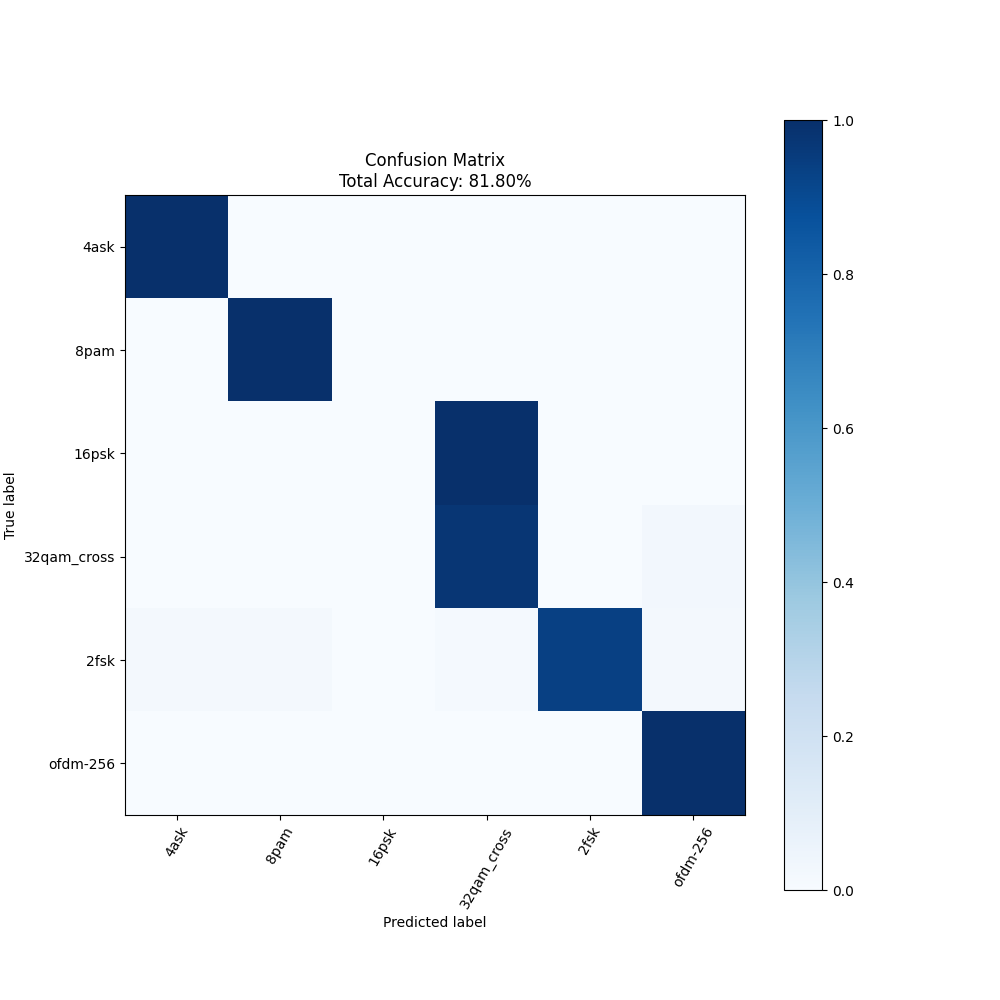 Confusion Matrix
Total Accuracy: 81.80%
True label
4ask
8pam
16psk
32qam_cross
2fsk
ofdm-256
4ask
8pam
16psk
32qam_cross
2fsk
ofdm-256
Predicted label
1.0
0.8
0.6
0.4
0.2
0.0